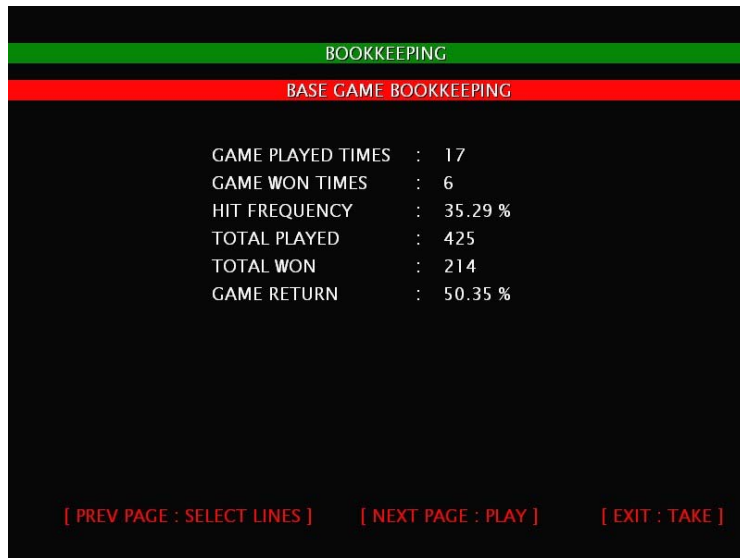 BOOKKEEPING
BASE GAME BOOKKEEPING
GAME PLAYED TIMES : 17
GAME WON TIMES : 6
HIT FREQUENCY : 35.29 %
TOTAL PLAYED : 425
TOTAL WON : 214
GAME RETURN : 50.35 %
[ PREV PAGE : SELECT LINES ] [ NEXT PAGE : PLAY ] [ EXIT : TAKE ]